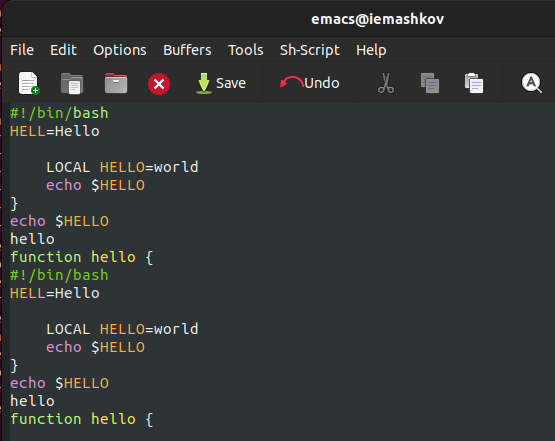 emacs@iemashkov
File Edit Options Buffers Tools Sh-Script Help
Save Undo A
#!/bin/bash
HELL=Hello
LOCAL HELLO=world
echo $HELLO
}
echo $HELLO
hello
function hello {
#!/bin/bash
HELL=Hello
LOCAL HELLO=world
echo $HELLO
}
echo $HELLO
hello
function hello {